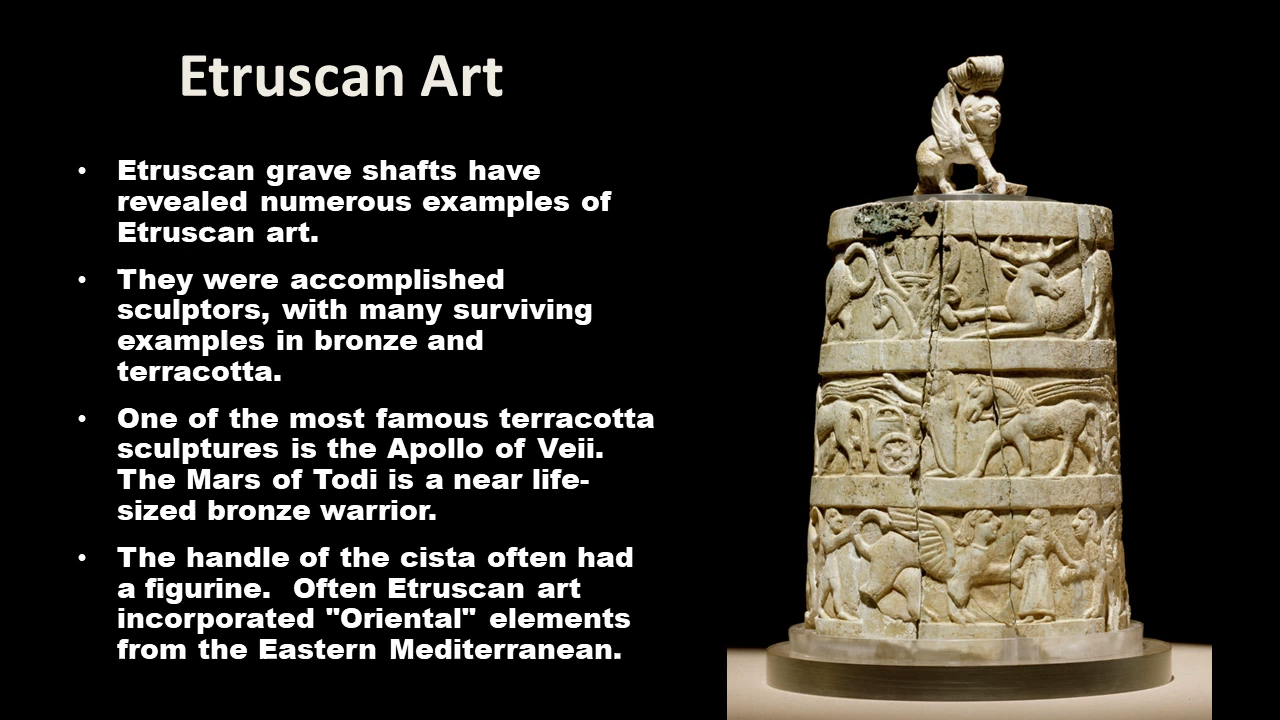 Etruscan Art
• Etruscan grave shafts have
revealed numerous examples of
Etruscan art.
• They were accomplished
sculptors, with many surviving
examples in bronze and
terracotta.
• One of the most famous terracotta
sculptures is the Apollo of Veii.
The Mars of Todi is a near life-
sized bronze warrior.
• The handle of the cista often had
a figurine.  Often Etruscan art
incorporated "Oriental" elements
from the Eastern Mediterranean.